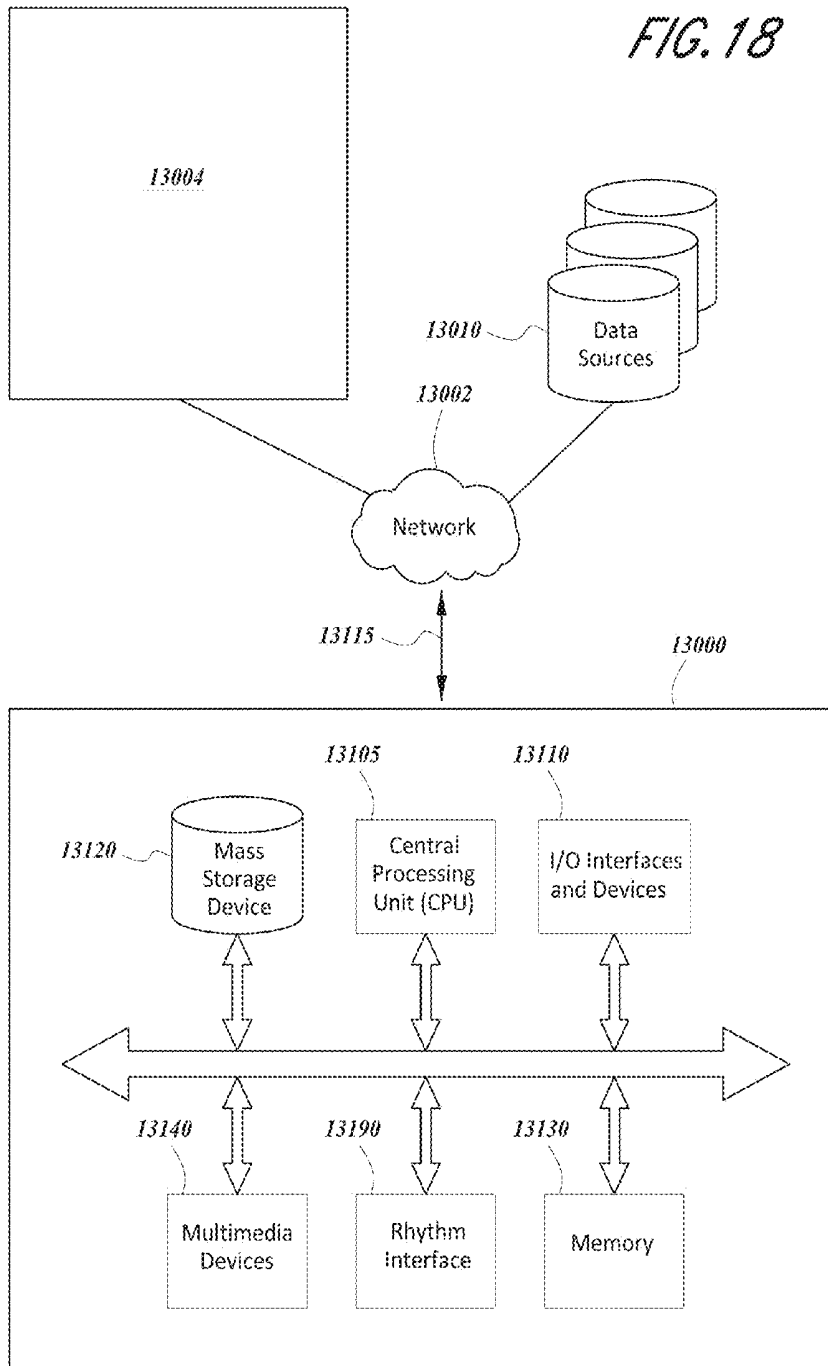 FIG. 18
13004
13010
Data
Sources
13002
Network
13115
13000
13105
13110
13120
Mass
Storage
Device
Central
Processing
Unit (CPU)
I/O Interfaces
and Devices
13140
13190
13130
Multimedia
Devices
Rhythm
Interface
Memory